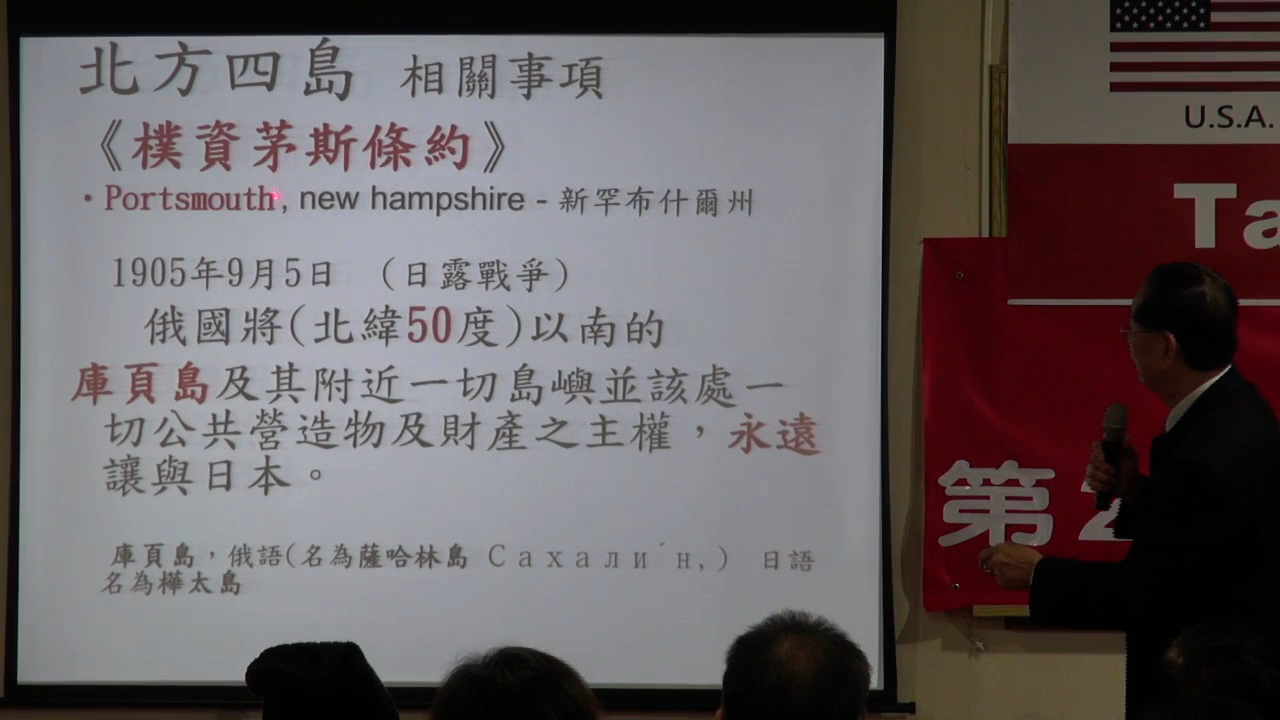 北方四島 相關事項
《樸資茅斯條約》
・Portsmouth, new hampshire - 新罕布什爾州
1905年9月5日 （日露戰爭）
俄國將(北緯50度)以南的
庫頁島及其附近一切島嶼並該處一
切公共營造物及財產之主權，永遠
讓與日本。
庫頁島，俄語(名為薩哈林島 Сахали́н,) 日語
名為樺太島
U.S.A.
Ta
第2